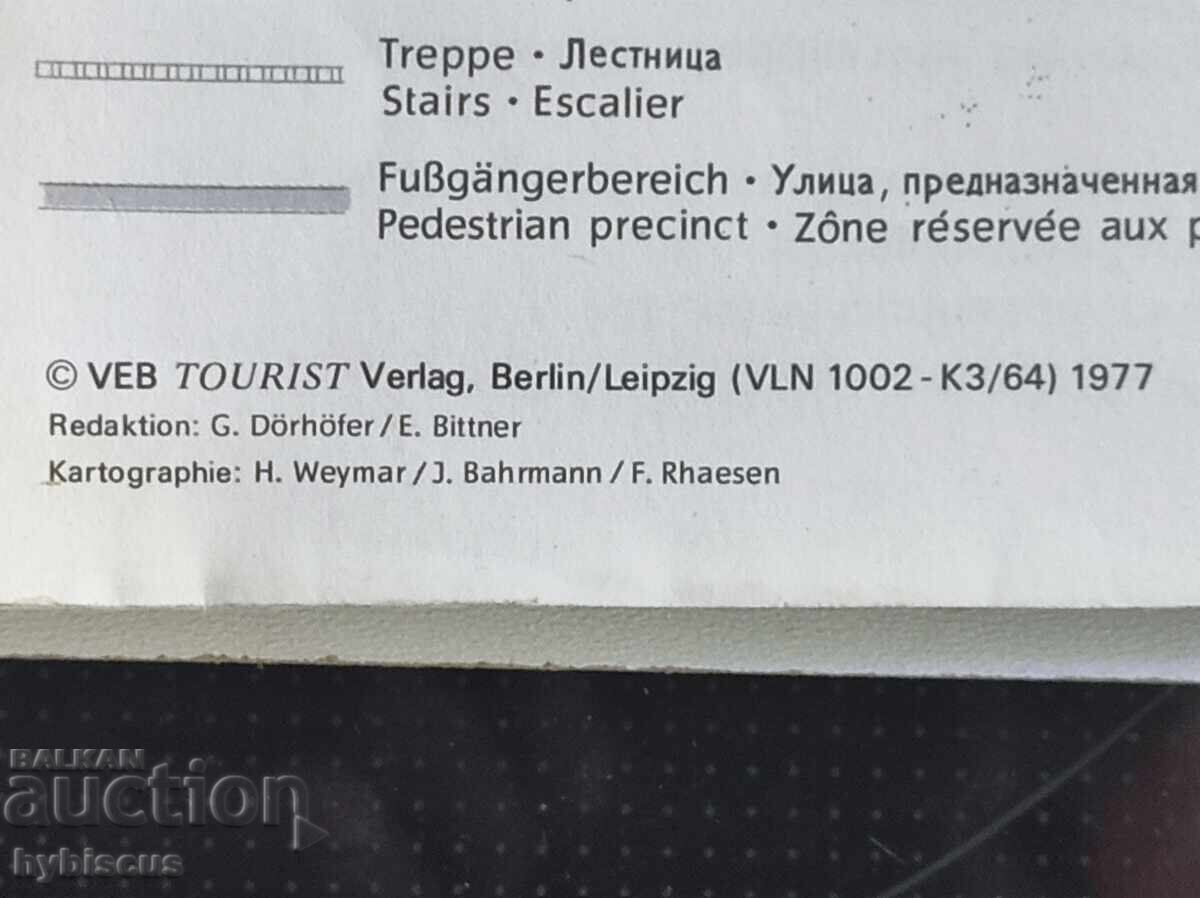 Treppe · Лестница
Stairs · Escalier
Fußgängerbereich · Улица, предназначенная
Pedestrian precinct · Zône réservée aux p
© VEB TOURIST Verlag, Berlin/Leipzig (VLN 1002 - K3/64) 1977
Redaktion: G. Dörhöfer / E. Bittner
Kartographie: H. Weymar / J. Bahrmann / F. Rhaesen
BALKAN
auction
hybiscus